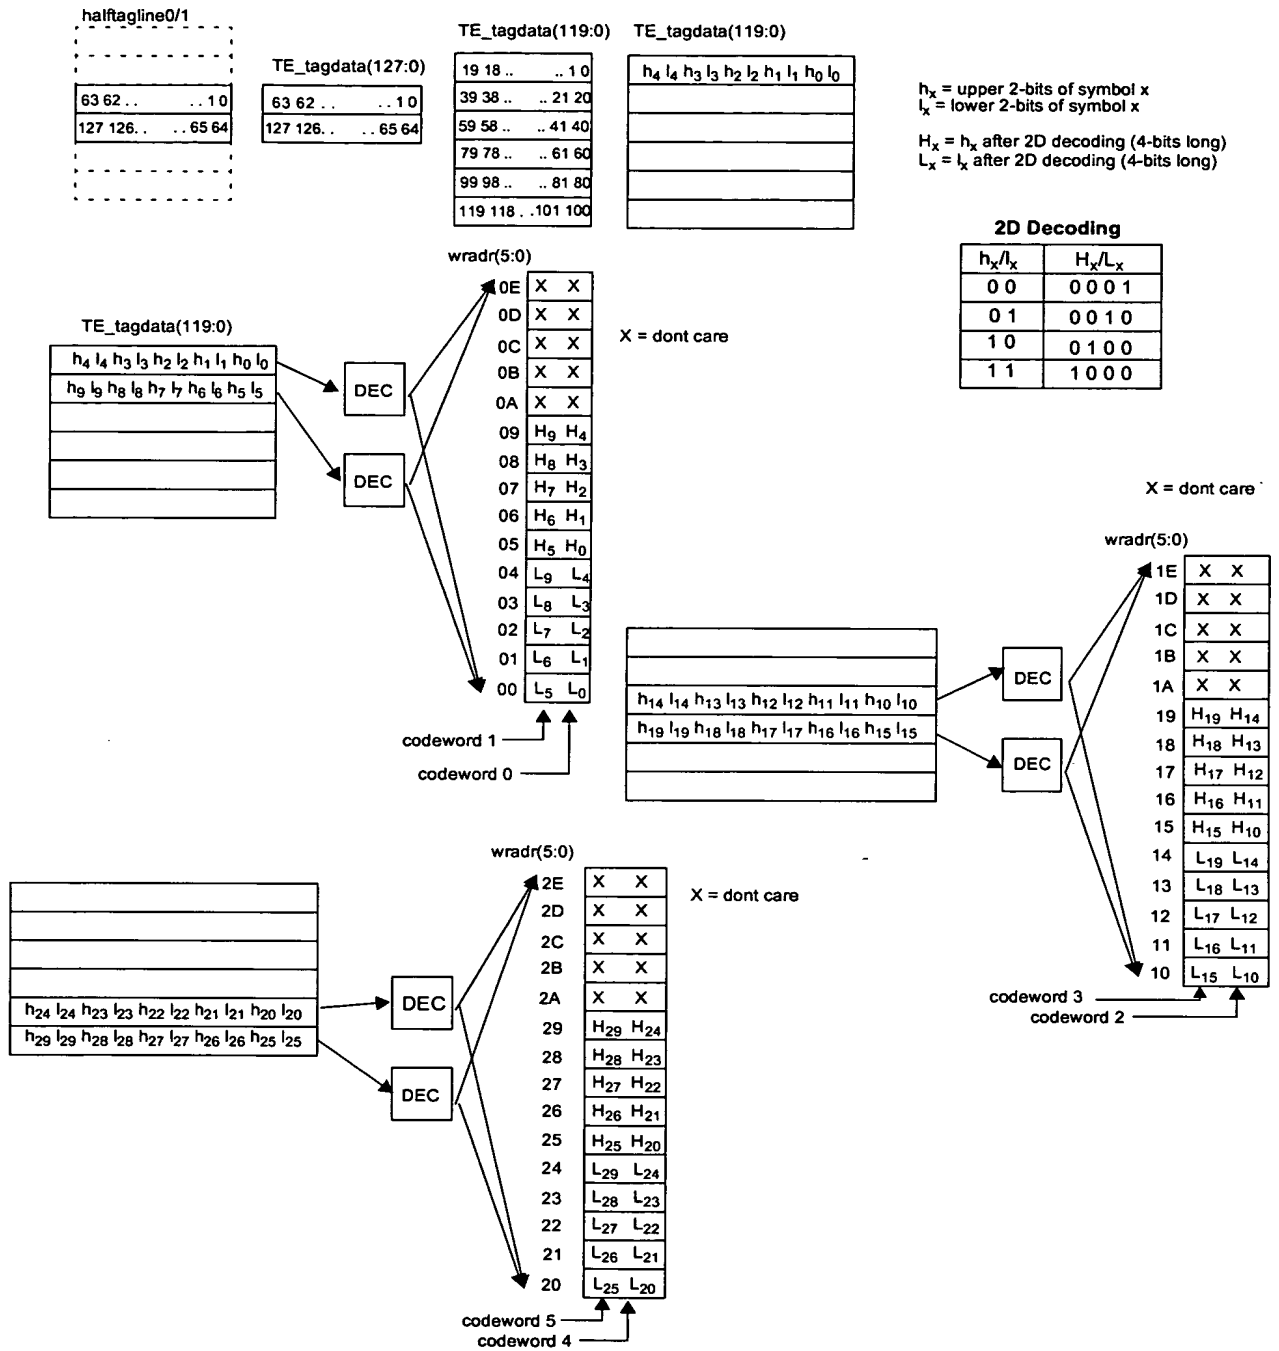 halftagline0/1
63 62 . . . . 1 0
127 126. . . . 65 64
TE_tagdata(127:0)
63 62 . . . . 1 0
127 126. . . . 65 64
TE_tagdata(119:0)
19 18 .. .. 1 0
39 38 .. .. 21 20
59 58 .. .. 41 40
79 78 .. .. 61 60
99 98 .. .. 81 80
119 118 . . 101 100
TE_tagdata(119:0)
h4 l4 h3 l3 h2 l2 h1 l1 h0 l0
hx = upper 2-bits of symbol x
lx = lower 2-bits of symbol x
Hx = hx after 2D decoding (4-bits long)
Lx = lx after 2D decoding (4-bits long)
2D Decoding
hx/lx Hx/Lx
0 0 0 0 0 1
0 1 0 0 1 0
1 0 0 1 0 0
1 1 1 0 0 0
TE_tagdata(119:0)
h4 l4 h3 l3 h2 l2 h1 l1 h0 l0
h9 l9 h8 l8 h7 l7 h6 l6 h5 l5
DEC
DEC
wradr(5:0)
0E X X
0D X X
0C X X
0B X X
0A X X
09 H9 H4
08 H8 H3
07 H7 H2
06 H6 H1
05 H5 H0
04 L9 L4
03 L8 L3
02 L7 L2
01 L6 L1
00 L5 L0
codeword 1
codeword 0
X = dont care
X = dont care
h14 l14 h13 l13 h12 l12 h11 l11 h10 l10
h19 l19 h18 l18 h17 l17 h16 l16 h15 l15
DEC
DEC
wradr(5:0)
1E X X
1D X X
1C X X
1B X X
1A X X
19 H19 H14
18 H18 H13
17 H17 H12
16 H16 H11
15 H15 H10
14 L19 L14
13 L18 L13
12 L17 L12
11 L16 L11
10 L15 L10
codeword 3
codeword 2
h24 l24 h23 l23 h22 l22 h21 l21 h20 l20
h29 l29 h28 l28 h27 l27 h26 l26 h25 l25
DEC
DEC
wradr(5:0)
2E X X
2D X X
2C X X
2B X X
2A X X
29 H29 H24
28 H28 H23
27 H27 H22
26 H26 H21
25 H25 H20
24 L29 L24
23 L28 L23
22 L27 L22
21 L26 L21
20 L25 L20
codeword 5
codeword 4
X = dont care